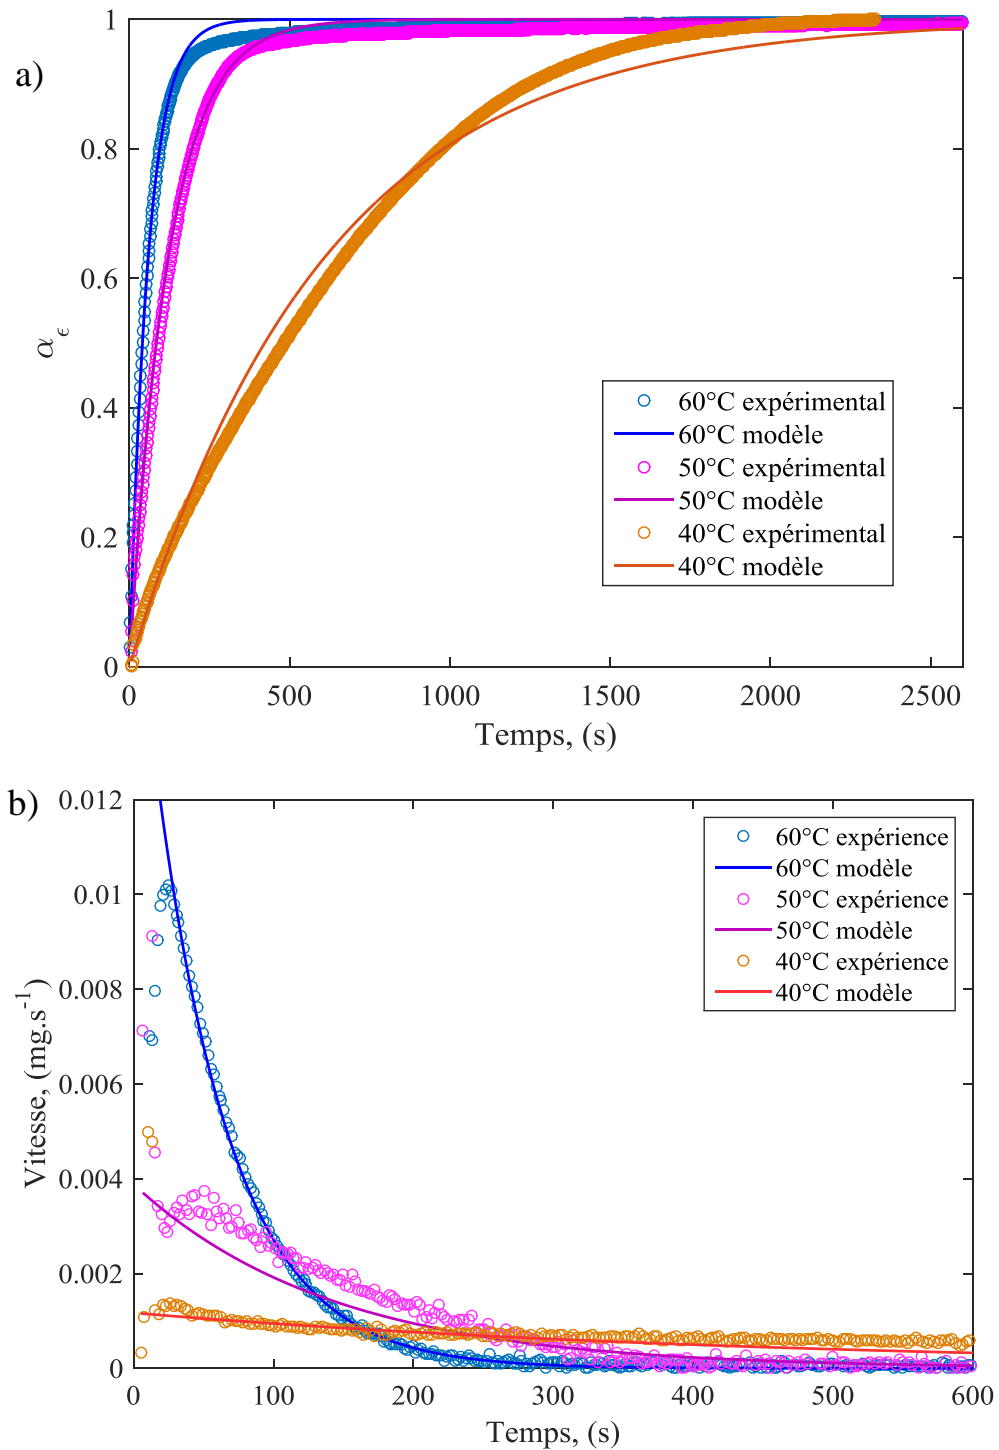 a)
1
0.8
0.6
0.4
0.2
0
α ϵ
0 500 1000 1500 2000 2500
Temps, (s)
60°C expérimental
60°C modèle
50°C expérimental
50°C modèle
40°C expérimental
40°C modèle
b)
0.012
0.01
0.008
0.006
0.004
0.002
0
Vitesse, (mg.s-1)
0 100 200 300 400 500 600
Temps, (s)
60°C expérience
60°C modèle
50°C expérience
50°C modèle
40°C expérience
40°C modèle